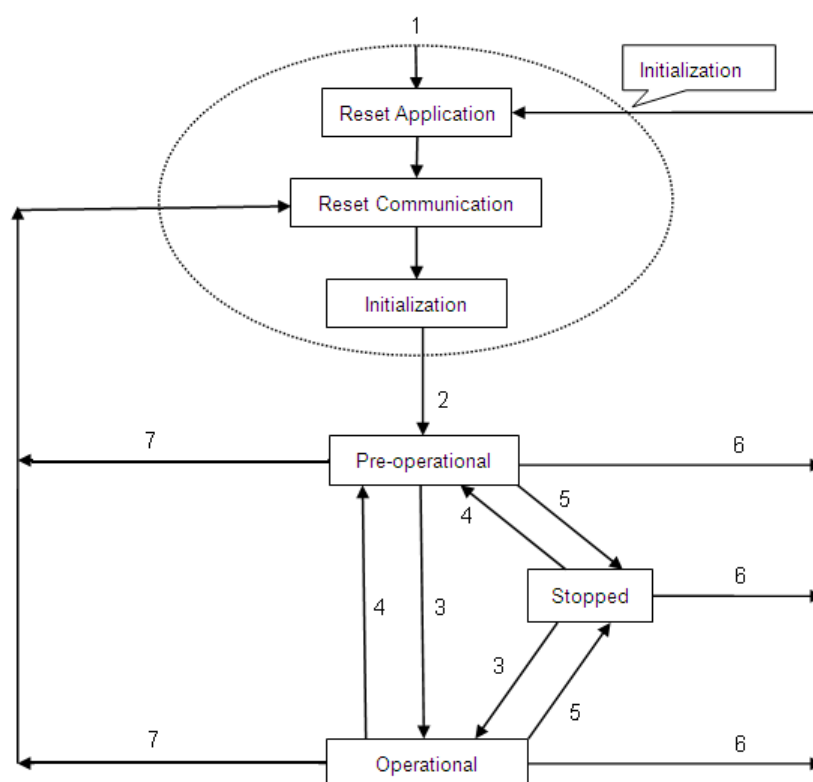 1
Initialization
Reset Application
Reset Communication
Initialization
2
7
Pre-operational
6
4
5
Stopped
6
4
3
3
5
7
Operational
6